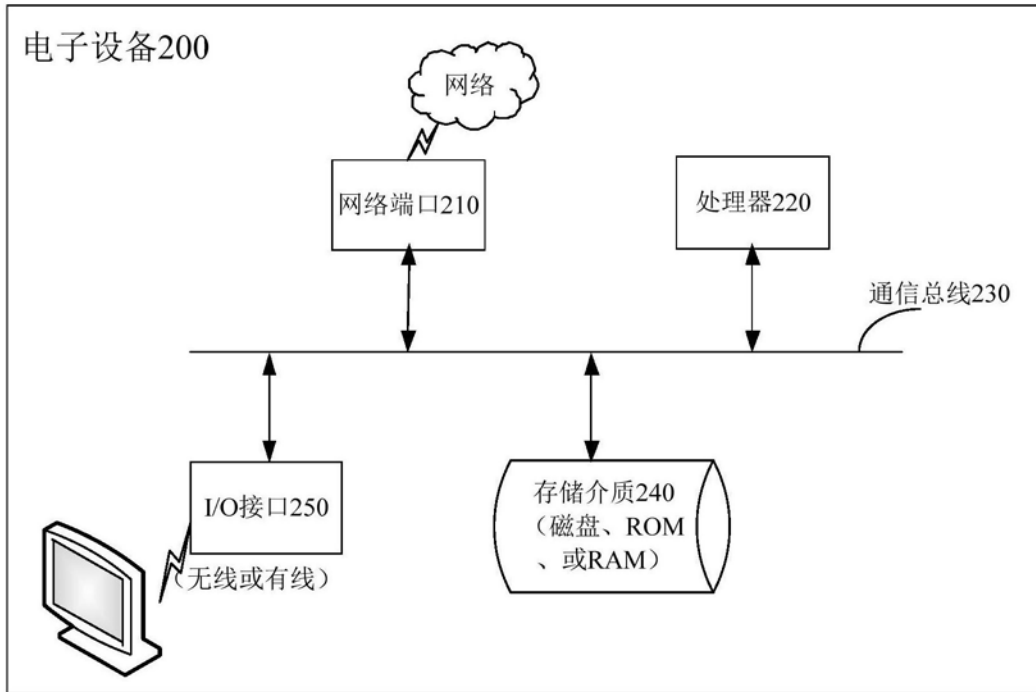 电子设备200
网络
网络端口210
处理器220
通信总线230
I/O接口250
（无线或有线）
存储介质240
（磁盘、ROM
、或RAM）